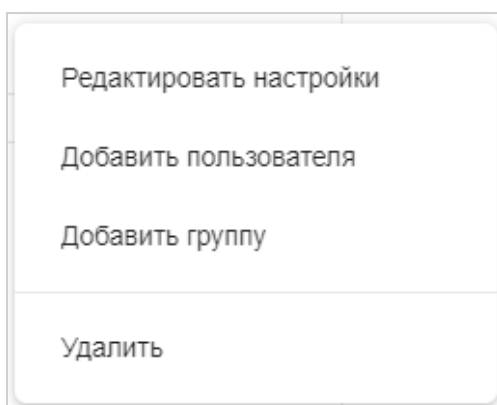 Редактировать настройки
Добавить пользователя
Добавить группу
Удалить